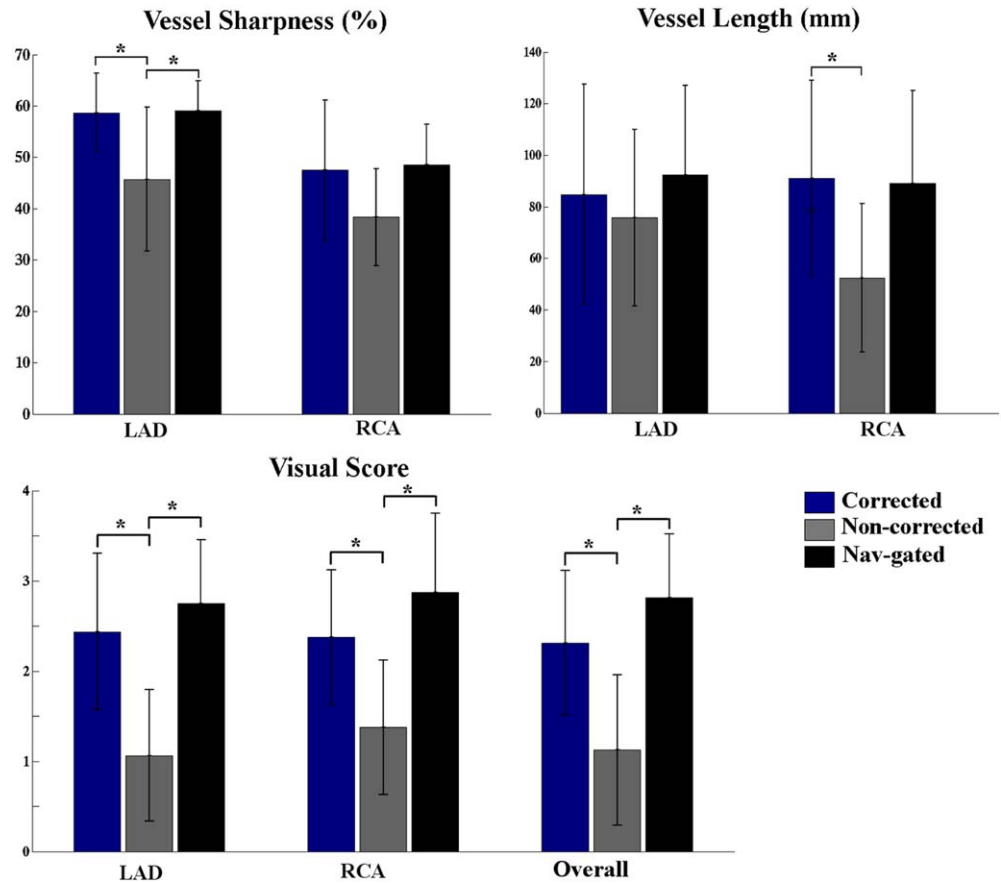 Vessel Sharpness (%)
70
60
50
40
30
20
10
0
*
*
LAD
RCA
Vessel Length (mm)
140
120
100
80
60
40
20
0
*
LAD
RCA
Visual Score
4
3
2
1
0
*
*
*
*
*
*
LAD
RCA
Overall
Corrected
Non-corrected
Nav-gated